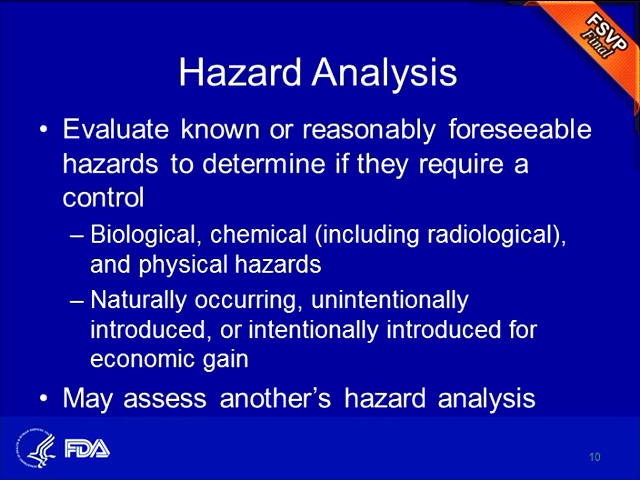 FSVP
Final
Hazard Analysis
• Evaluate known or reasonably foreseeable
hazards to determine if they require a
control
– Biological, chemical (including radiological),
and physical hazards
– Naturally occurring, unintentionally
introduced, or intentionally introduced for
economic gain
• May assess another’s hazard analysis
FDA
10